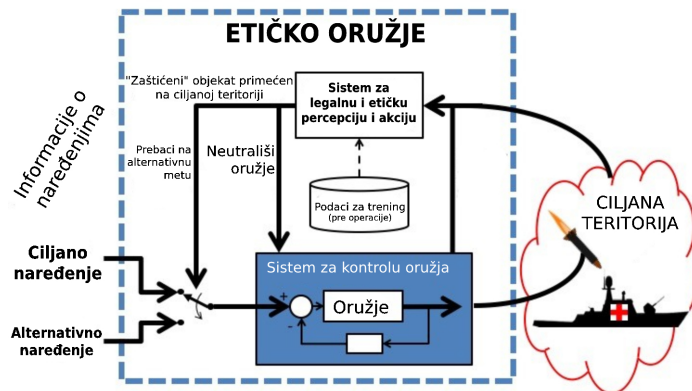 ETIČKO ORUŽJE
"Zaštićeni" objekat primećen
na ciljanoj teritoriji
Sistem za
legalnu i etičku
percepciju i akciju
Informacije o
naređenjima
Prebaci na
alternativnu
metu
Neutrališi
oružje
Podaci za trening
(pre operacije)
CILJANA
TERITORIJA
Ciljano
naređenje
Sistem za kontrolu oružja
+
Oružje
-
Alternativno
naređenje